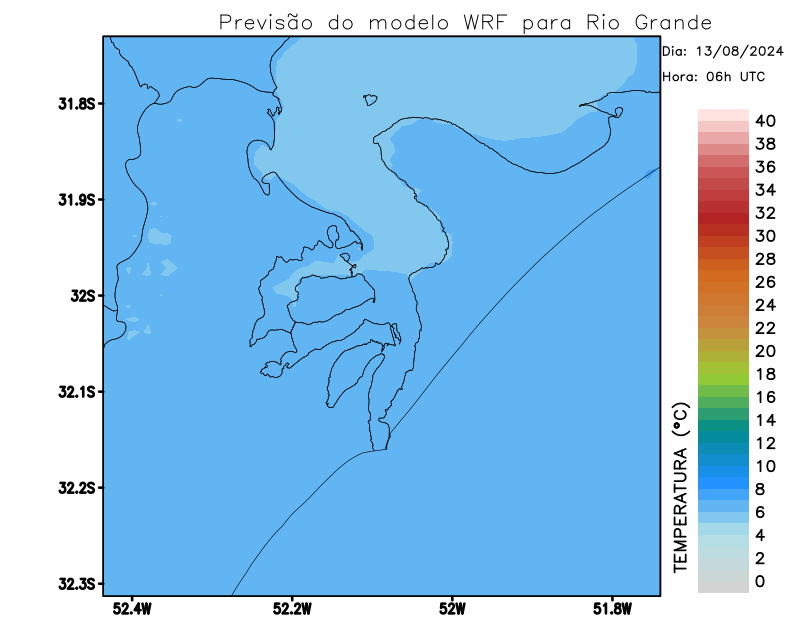 Previsão do modelo WRF para Rio Grande
Dia: 13/08/2024
Hora: 06h UTC
31.8S
31.9S
32S
32.1S
32.2S
32.3S
52.4W
52.2W
52W
51.8W
TEMPERATURA (°C)
40
38
36
34
32
30
28
26
24
22
20
18
16
14
12
10
8
6
4
2
0